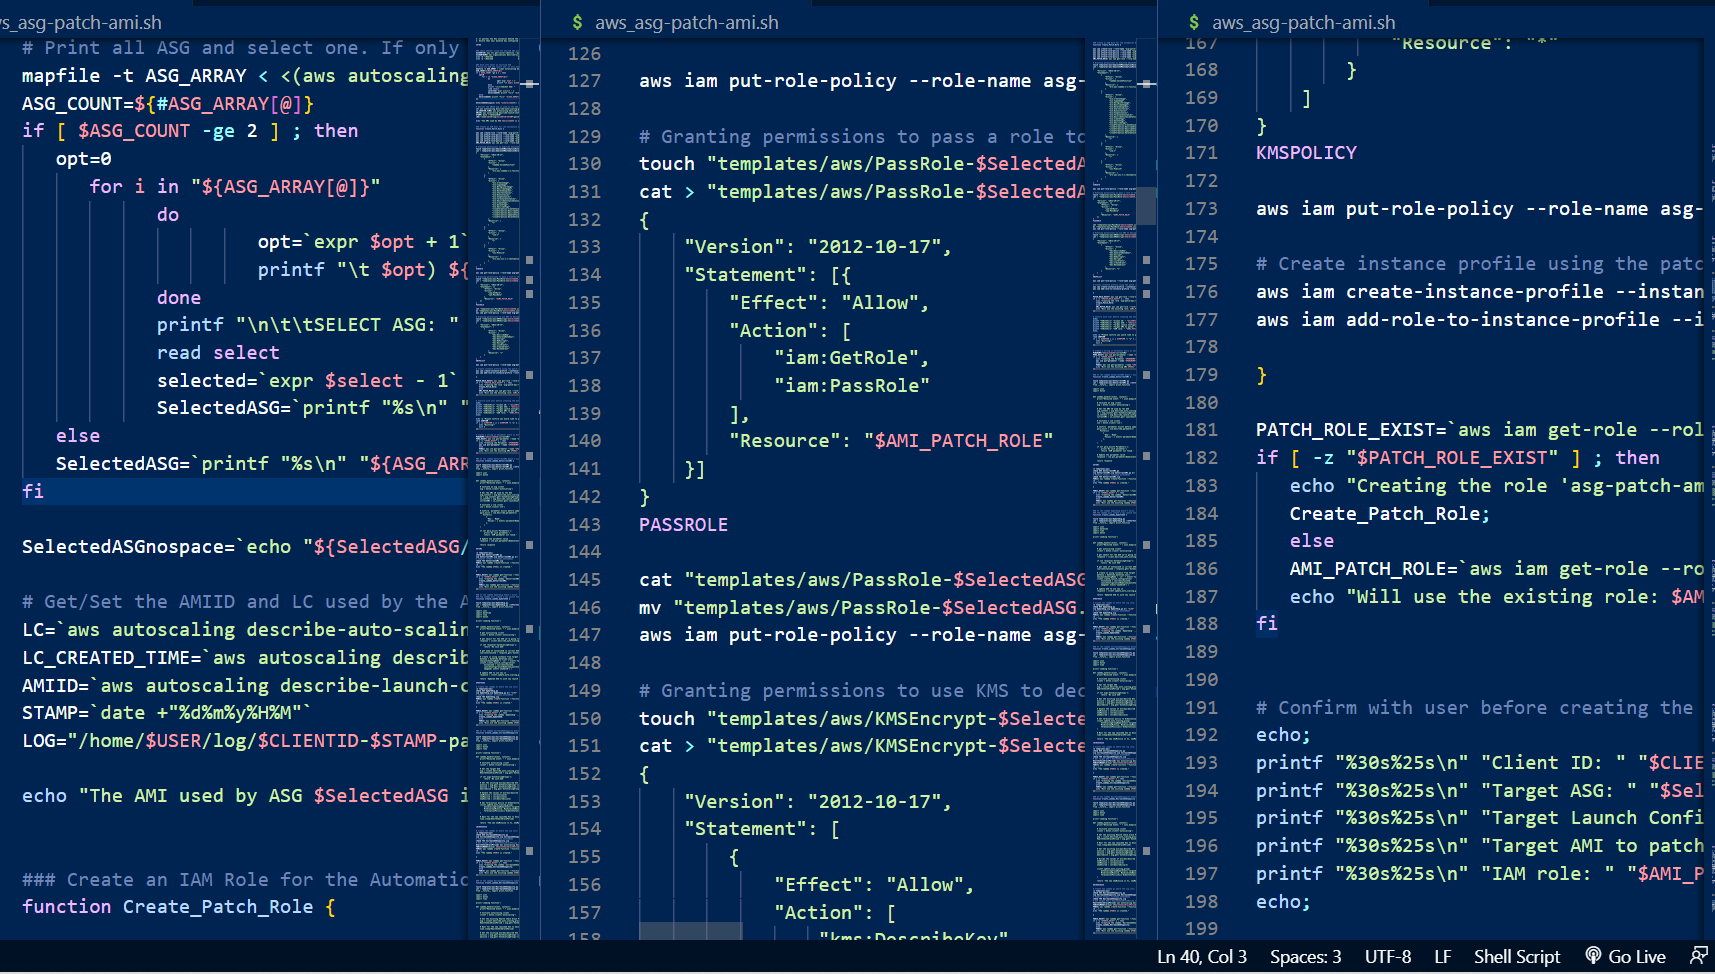 ws_asg-patch-ami.sh
# Print all ASG and select one. If only
mapfile -t ASG_ARRAY < <(aws autoscaling
ASG_COUNT=${#ASG_ARRAY[@]}
if [ $ASG_COUNT -ge 2 ] ; then
opt=0
for i in "${ASG_ARRAY[@]}"
do
opt=`expr $opt + 1`
printf "\t $opt) ${
done
printf "\n\t\tSELECT ASG: "
read select
selected=`expr $select - 1`
SelectedASG=`printf "%s\n" "
else
SelectedASG=`printf "%s\n" "${ASG_ARR
fi
SelectedASGnospace=`echo "${SelectedASG/
# Get/Set the AMIID and LC used by the A
LC=`aws autoscaling describe-auto-scalin
LC_CREATED_TIME=`aws autoscaling describ
AMIID=`aws autoscaling describe-launch-c
STAMP=`date +"%d%m%y%H%M"`
LOG="/home/$USER/log/$CLIENTID-$STAMP-pa
echo "The AMI used by ASG $SelectedASG i
### Create an IAM Role for the Automatic
function Create_Patch_Role {
$ aws_asg-patch-ami.sh
126
127 aws iam put-role-policy --role-name asg-
128
129 # Granting permissions to pass a role to
130 touch "templates/aws/PassRole-$SelectedA
131 cat > "templates/aws/PassRole-$SelectedA
132 {
133 "Version": "2012-10-17",
134 "Statement": [{
135 "Effect": "Allow",
136 "Action": [
137 "iam:GetRole",
138 "iam:PassRole"
139 ],
140 "Resource": "$AMI_PATCH_ROLE"
141 }]
142 }
143 PASSROLE
144
145 cat "templates/aws/PassRole-$SelectedASG
146 mv "templates/aws/PassRole-$SelectedASG.
147 aws iam put-role-policy --role-name asg-
148
149 # Granting permissions to use KMS to dec
150 touch "templates/aws/KMSEncrypt-$Selecte
151 cat > "templates/aws/KMSEncrypt-$Selecte
152 {
153 "Version": "2012-10-17",
154 "Statement": [
155 {
156 "Effect": "Allow",
157 "Action": [
158 "kms:DescribeKey"
$ aws_asg-patch-ami.sh
167 "Resource": "*"
168 }
169 ]
170 }
171 KMSPOLICY
172
173 aws iam put-role-policy --role-name asg-
174
175 # Create instance profile using the patc
176 aws iam create-instance-profile --instan
177 aws iam add-role-to-instance-profile --i
178
179 }
180
181 PATCH_ROLE_EXIST=`aws iam get-role --rol
182 if [ -z "$PATCH_ROLE_EXIST" ] ; then
183 echo "Creating the role 'asg-patch-am
184 Create_Patch_Role;
185 else
186 AMI_PATCH_ROLE=`aws iam get-role --ro
187 echo "Will use the existing role: $AM
188 fi
189
190
191 # Confirm with user before creating the
192 echo;
193 printf "%30s%25s\n" "Client ID: " "$CLIE
194 printf "%30s%25s\n" "Target ASG: " "$Sel
195 printf "%30s%25s\n" "Target Launch Confi
196 printf "%30s%25s\n" "Target AMI to patch
197 printf "%30s%25s\n" "IAM role: " "$AMI_P
198 echo;
199
Ln 40, Col 3 Spaces: 3 UTF-8 LF Shell Script Go Live